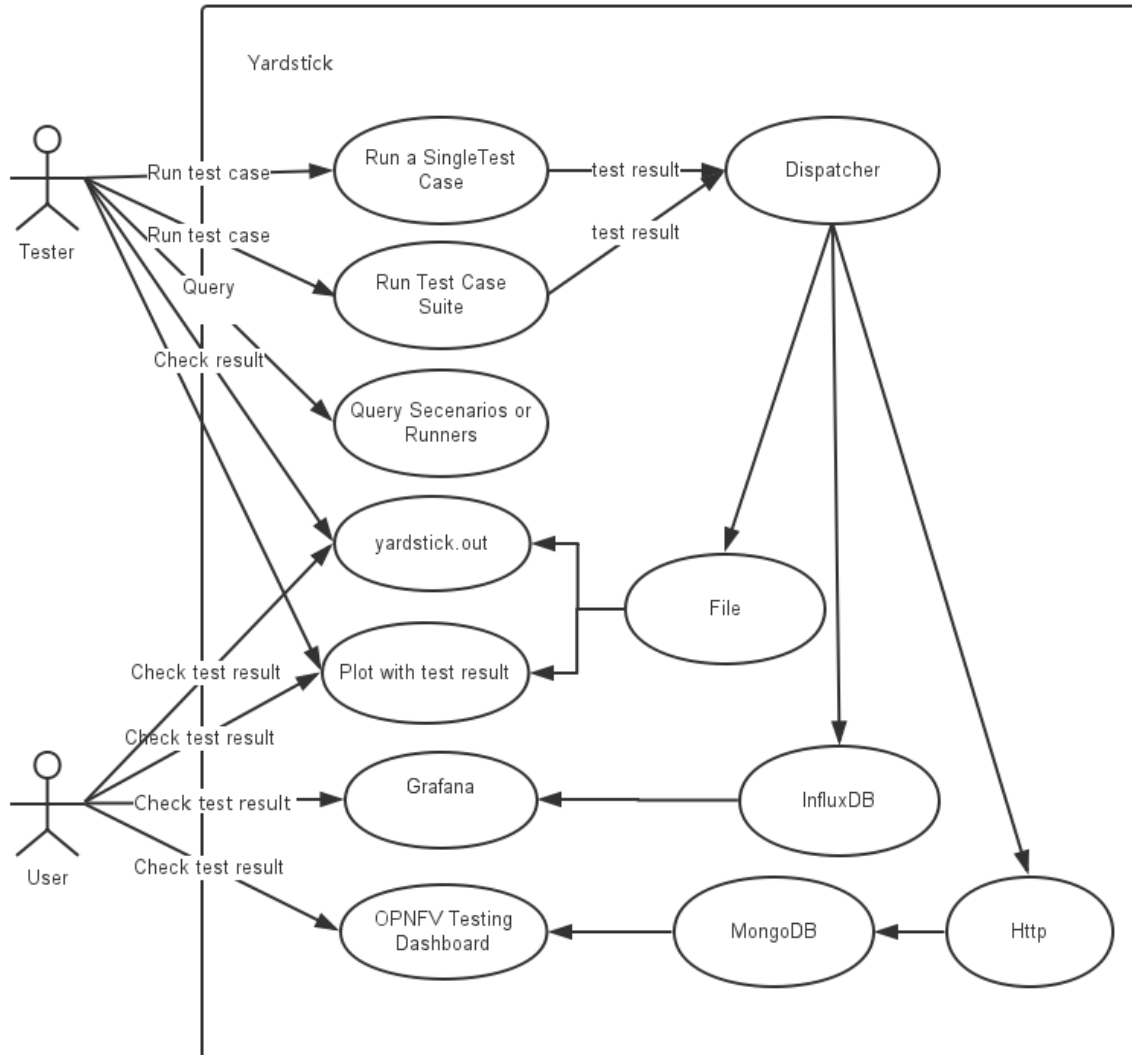 Yardstick
Run a SingleTest
Case
Dispatcher
Run test case
test result
Tester
Run test case
test result
Run Test Case
Suite
Query
Check result
Query Secenarios or
Runners
yardstick.out
File
Check test result
Plot with test result
Check test result
Grafana
InfluxDB
Check test result
User
Check test result
OPNFV Testing
Dashboard
MongoDB
Http